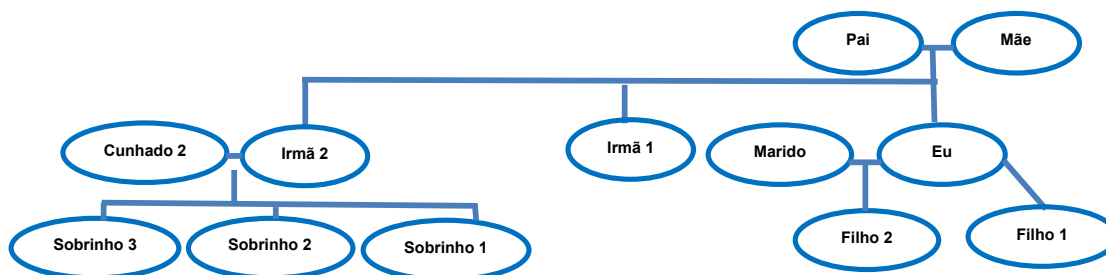 Pai
Mãe
Cunhado 2
Irmã 2
Irmã 1
Marido
Eu
Sobrinho 3
Sobrinho 2
Sobrinho 1
Filho 2
Filho 1